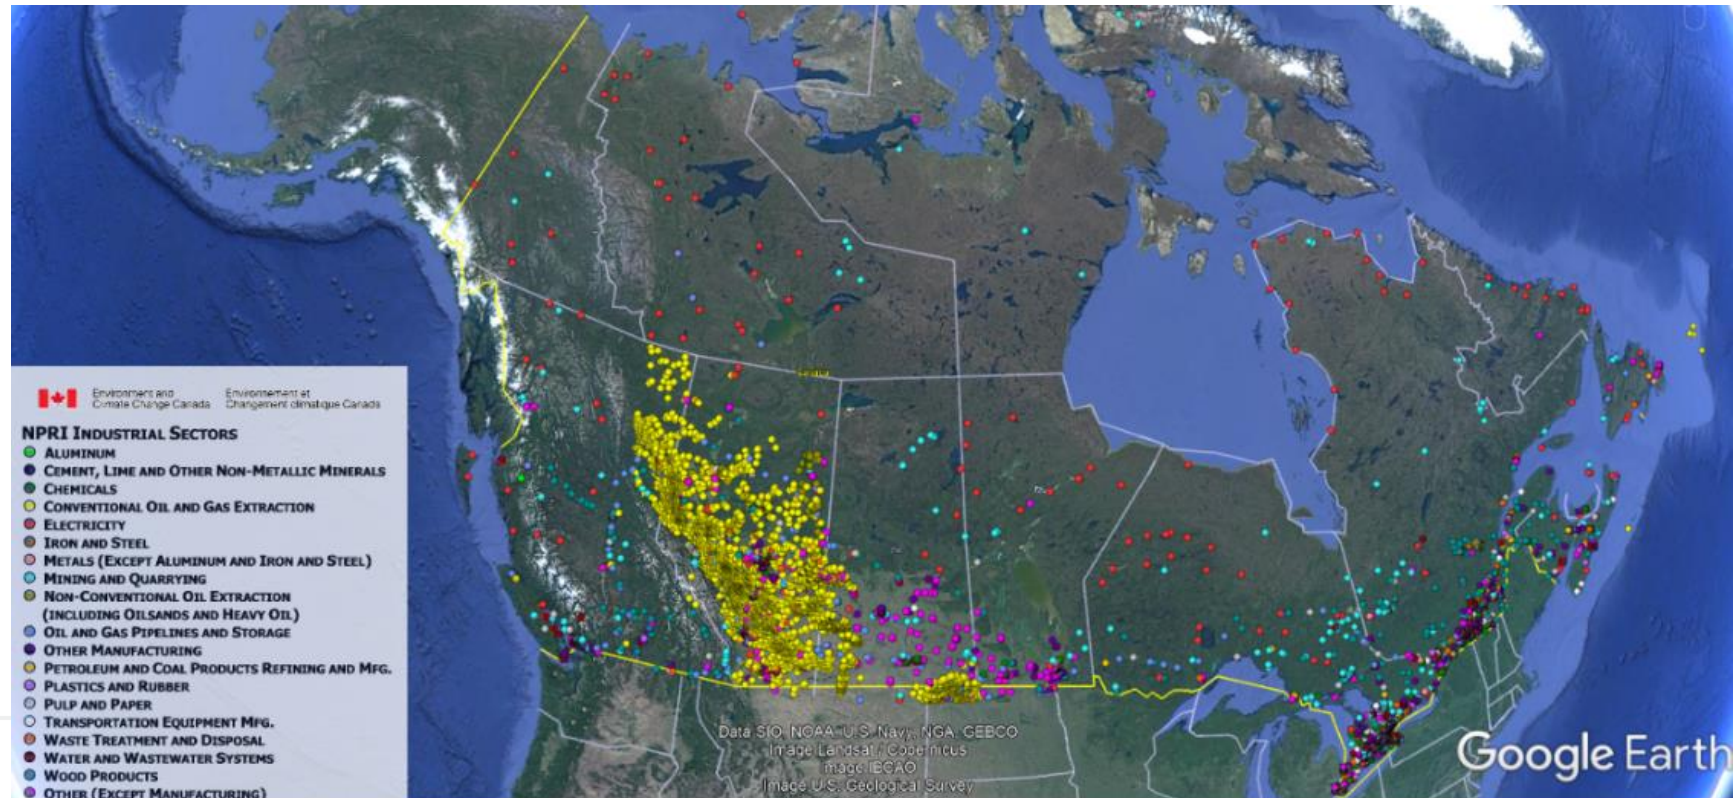 Environment and
Climate Change Canada
Environnement et
Changement climatique Canada
NPRI INDUSTRIAL SECTORS
ALUMINUM
CEMENT, LIME AND OTHER NON-METALLIC MINERALS
CHEMICALS
CONVENTIONAL OIL AND GAS EXTRACTION
ELECTRICITY
IRON AND STEEL
METALS (EXCEPT ALUMINUM AND IRON AND STEEL)
MINING AND QUARRYING
NON-CONVENTIONAL OIL EXTRACTION
(INCLUDING OILSANDS AND HEAVY OIL)
OIL AND GAS PIPELINES AND STORAGE
OTHER MANUFACTURING
PETROLEUM AND COAL PRODUCTS REFINING AND MFG.
PLASTICS AND RUBBER
PULP AND PAPER
TRANSPORTATION EQUIPMENT MFG.
WASTE TREATMENT AND DISPOSAL
WATER AND WASTEWATER SYSTEMS
WOOD PRODUCTS
OTHER (EXCEPT MANUFACTURING)
Data SIO, NOAA, U.S. Navy, NGA, GEBCO
Image Landsat / Copernicus
Image IBCAO
Image U.S. Geological Survey
Google Earth